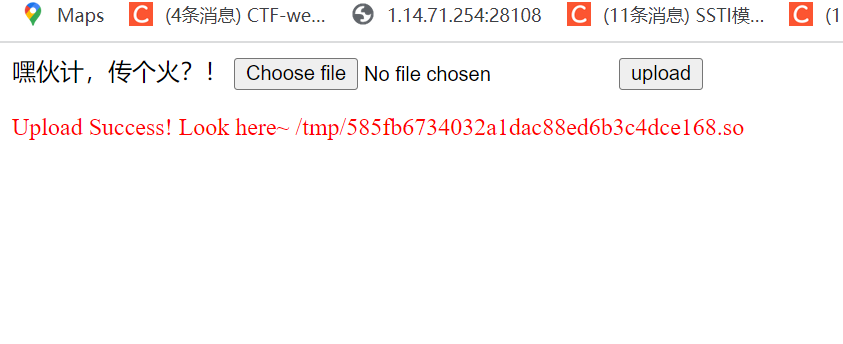 Maps (4条消息) CTF-we... 1.14.71.254:28108 (11条消息) SSTI模... (1
嘿伙计，传个火？！ Choose file No file chosen upload
Upload Success! Look here~ /tmp/585fb6734032a1dac88ed6b3c4dce168.so